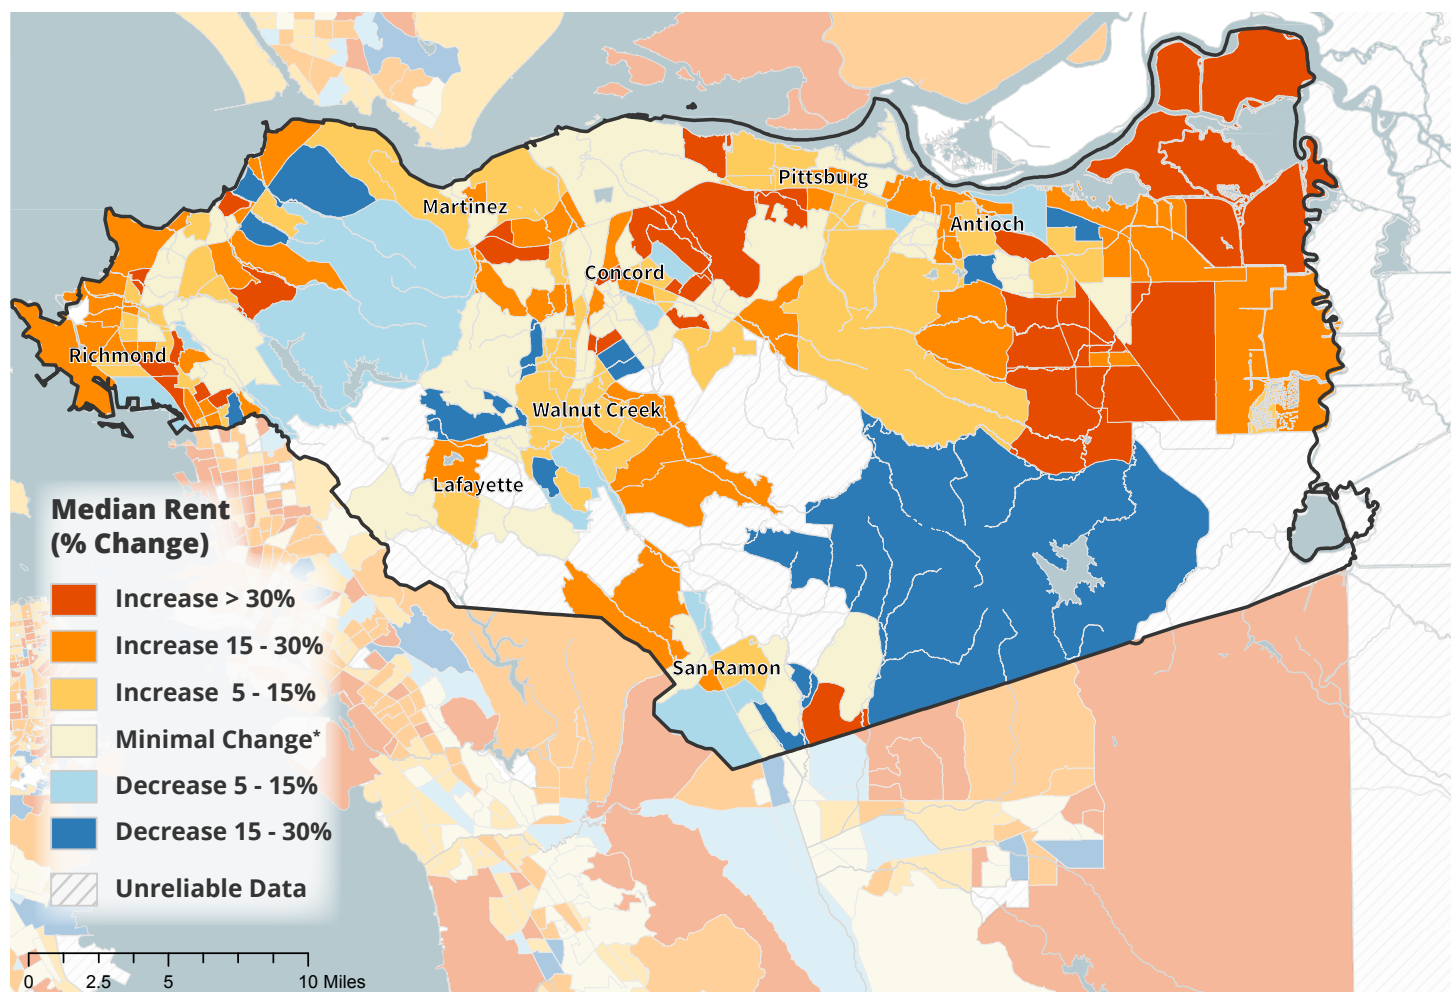 Pittsburg
Martinez
Antioch
Concord
Richmond
Walnut Creek
Lafayette
San Ramon
Median Rent
(% Change)
Increase > 30%
Increase 15 - 30%
Increase 5 - 15%
Minimal Change*
Decrease 5 - 15%
Decrease 15 - 30%
Unreliable Data
0 2.5 5 10 Miles